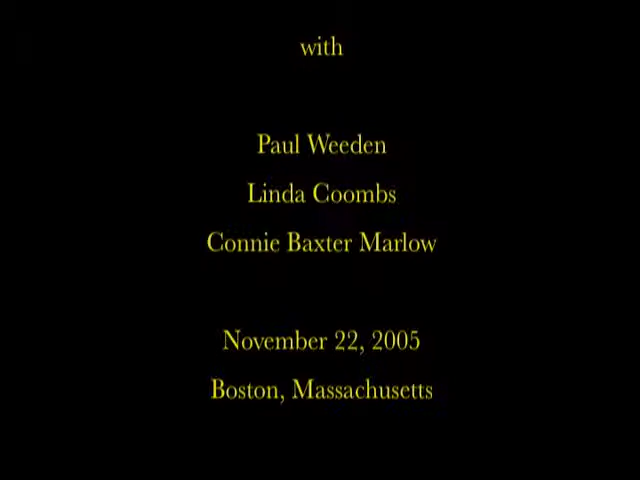 with
Paul Weeden
Linda Coombs
Connie Baxter Marlow
November 22, 2005
Boston, Massachusetts